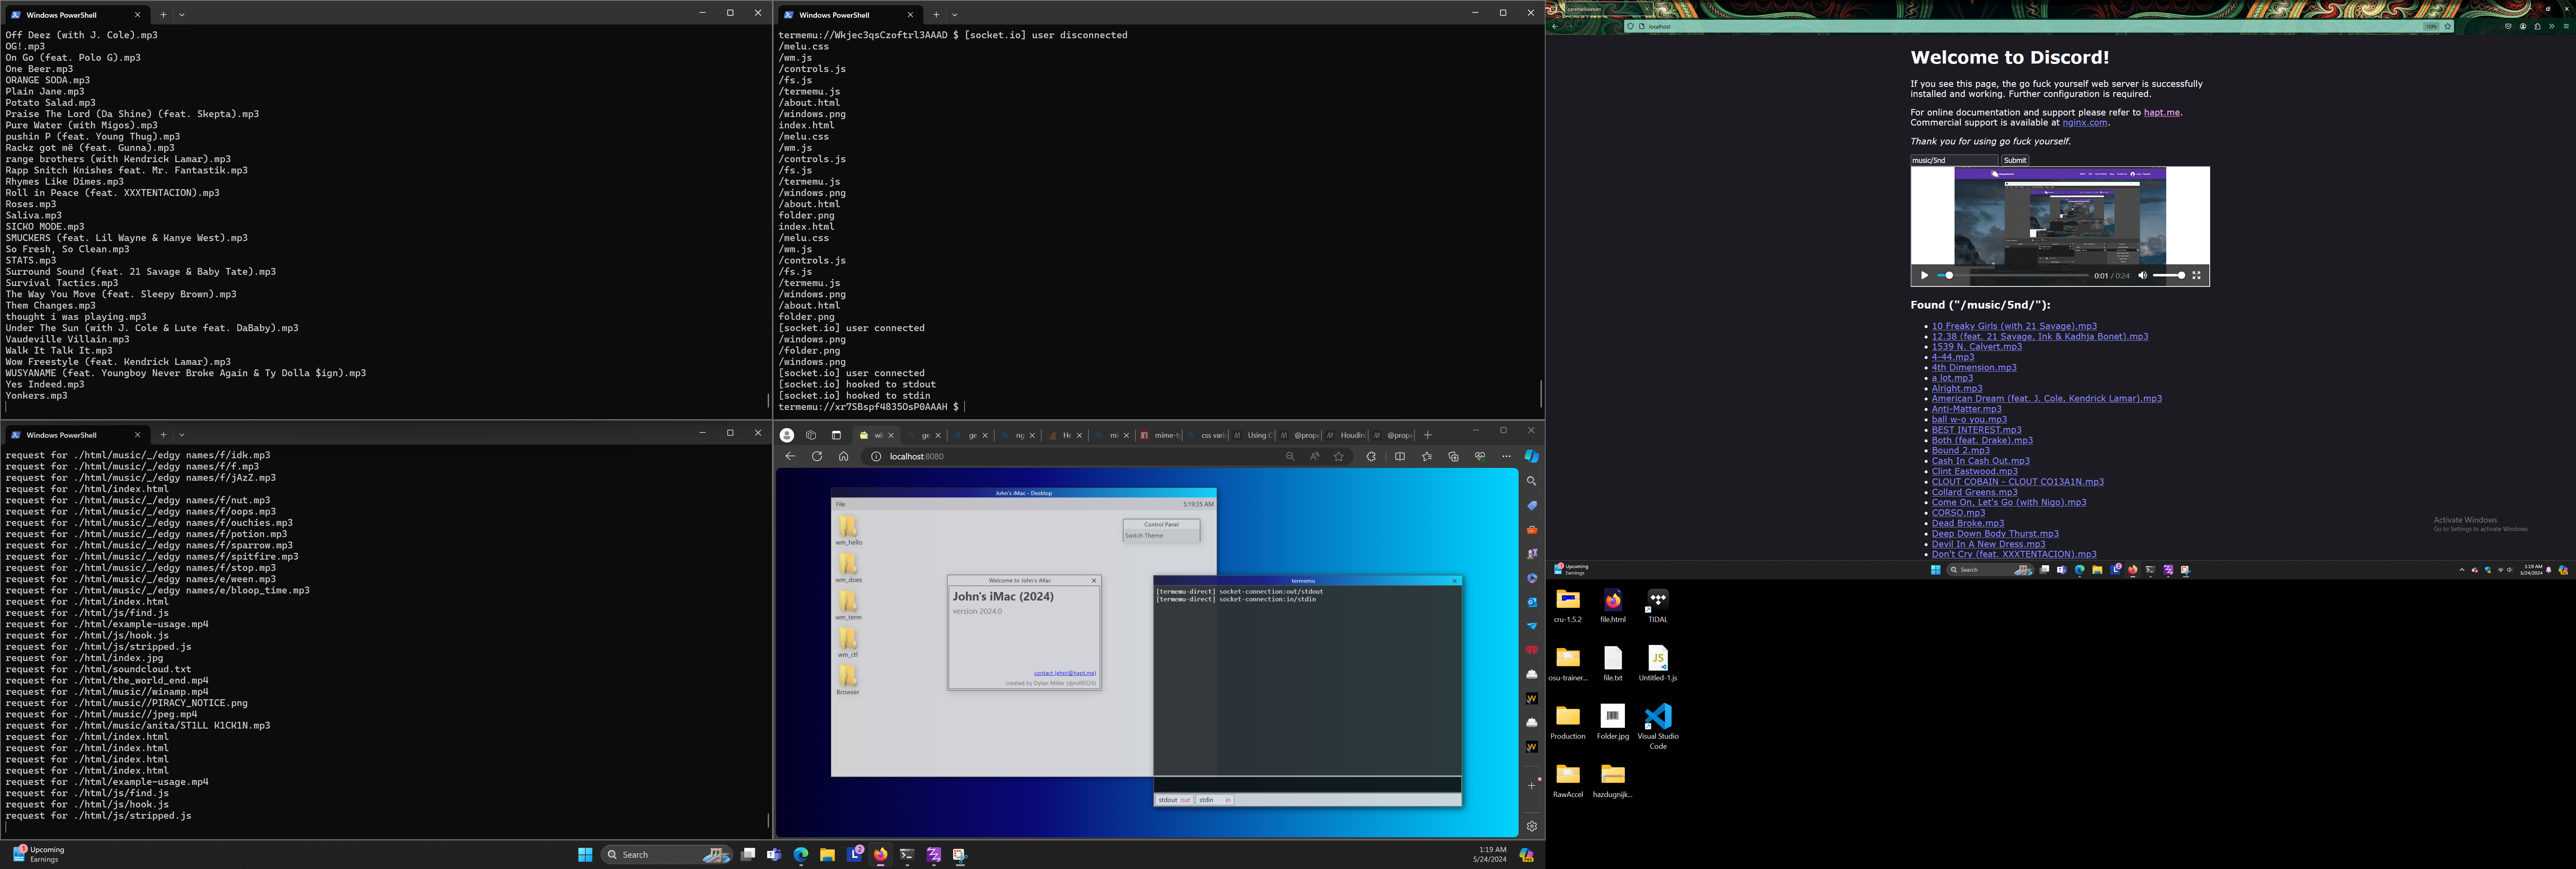 Windows PowerShell
Off Deez (with J. Cole).mp3
OG!.mp3
On Go (feat. Polo G).mp3
One Beer.mp3
ORANGE SODA.mp3
Plain Jane.mp3
Potato Salad.mp3
Praise The Lord (Da Shine) (feat. Skepta).mp3
Pure Water (with Migos).mp3
pushin P (feat. Young Thug).mp3
Rackz got më (feat. Gunna).mp3
range brothers (with Kendrick Lamar).mp3
Rapp Snitch Knishes feat. Mr. Fantastik.mp3
Rhymes Like Dimes.mp3
Roll in Peace (feat. XXXTENTACION).mp3
Roses.mp3
Saliva.mp3
SICKO MODE.mp3
SMUCKERS (feat. Lil Wayne & Kanye West).mp3
So Fresh, So Clean.mp3
STATS.mp3
Surround Sound (feat. 21 Savage & Baby Tate).mp3
Survival Tactics.mp3
The Way You Move (feat. Sleepy Brown).mp3
Them Changes.mp3
thought i was playing.mp3
Under The Sun (with J. Cole & Lute feat. DaBaby).mp3
Vaudeville Villain.mp3
Walk It Talk It.mp3
Wow Freestyle (feat. Kendrick Lamar).mp3
WUSYANAME (feat. Youngboy Never Broke Again & Ty Dolla $ign).mp3
Yes Indeed.mp3
Yonkers.mp3
Windows PowerShell
termemu://Wkjec3qsCzoftrl3AAAD $ [socket.io] user disconnected
/melu.css
/wm.js
/controls.js
/fs.js
/termemu.js
/about.html
/windows.png
index.html
/melu.css
/wm.js
/controls.js
/fs.js
/termemu.js
/windows.png
/about.html
folder.png
index.html
/melu.css
/wm.js
/controls.js
/fs.js
/termemu.js
/windows.png
/about.html
folder.png
[socket.io] user connected
/windows.png
/folder.png
/windows.png
[socket.io] user connected
[socket.io] hooked to stdout
[socket.io] hooked to stdin
termemu://xr7SBspf4835OsP0AAAH $
localhost
Welcome to Discord!
If you see this page, the go fuck yourself web server is successfully
installed and working. Further configuration is required.
For online documentation and support please refer to hapt.me.
Commercial support is available at nginx.com.
Thank you for using go fuck yourself.
music/5nd Submit
0:01 / 0:24
Found ("/music/5nd/"):
10 Freaky Girls (with 21 Savage).mp3
12.38 (feat. 21 Savage, Ink & Kadhja Bonet).mp3
1539 N. Calvert.mp3
4-44.mp3
4th Dimension.mp3
a lot.mp3
Alright.mp3
American Dream (feat. J. Cole, Kendrick Lamar).mp3
Anti-Matter.mp3
ball w-o you.mp3
BEST INTEREST.mp3
Both (feat. Drake).mp3
Bound 2.mp3
Cash In Cash Out.mp3
Clint Eastwood.mp3
CLOUT COBAIN - CLOUT CO13A1N.mp3
Collard Greens.mp3
Come On, Let's Go (with Nigo).mp3
CORSO.mp3
Dead Broke.mp3
Deep Down Body Thurst.mp3
Devil In A New Dress.mp3
Don't Cry (feat. XXXTENTACION).mp3
Activate Windows
Go to Settings to activate Windows.
Upcoming
Earnings
Search
1:19 AM
5/24/2024
Windows PowerShell
request for ./html/music/_/edgy names/f/idk.mp3
request for ./html/music/_/edgy names/f/f.mp3
request for ./html/music/_/edgy names/f/jAzZ.mp3
request for ./html/index.html
request for ./html/music/_/edgy names/f/nut.mp3
request for ./html/music/_/edgy names/f/oops.mp3
request for ./html/music/_/edgy names/f/ouchies.mp3
request for ./html/music/_/edgy names/f/potion.mp3
request for ./html/music/_/edgy names/f/sparrow.mp3
request for ./html/music/_/edgy names/f/spitfire.mp3
request for ./html/music/_/edgy names/f/stop.mp3
request for ./html/music/_/edgy names/e/ween.mp3
request for ./html/music/_/edgy names/e/bloop_time.mp3
request for ./html/index.html
request for ./html/js/find.js
request for ./html/example-usage.mp4
request for ./html/js/hook.js
request for ./html/js/stripped.js
request for ./html/index.jpg
request for ./html/soundcloud.txt
request for ./html/the_world_end.mp4
request for ./html/music//winamp.mp4
request for ./html/music//PIRACY_NOTICE.png
request for ./html/music//jpeg.mp4
request for ./html/music/anita/ST1LL K1CK1N.mp3
request for ./html/index.html
request for ./html/index.html
request for ./html/index.html
request for ./html/index.html
request for ./html/example-usage.mp4
request for ./html/js/find.js
request for ./html/js/hook.js
request for ./html/js/stripped.js
wi ge ge ng Ho mi mime-t css vari Using C @prope Houdin @prope
localhost:8080
John's iMac - Desktop
File 5:19:35 AM
wm_hello
wm_does
wm_term
wm_ctl
Browser
Control Panel
Switch Theme
Welcome to John's iMac
John's iMac (2024)
version 2024.0
created by Dylan Miller (djmil0326)
termemu
[termemu-direct] socket-connection:out/stdout
[termemu-direct] socket-connection:in/stdin
stdout out stdin in
cru-1.5.2 file.html TIDAL
osu-trainer... file.txt Untitled-1.js
Production Folder.jpg Visual Studio
Code
RawAccel hazdugnijk...
Upcoming
Earnings
Search
1:19 AM
5/24/2024